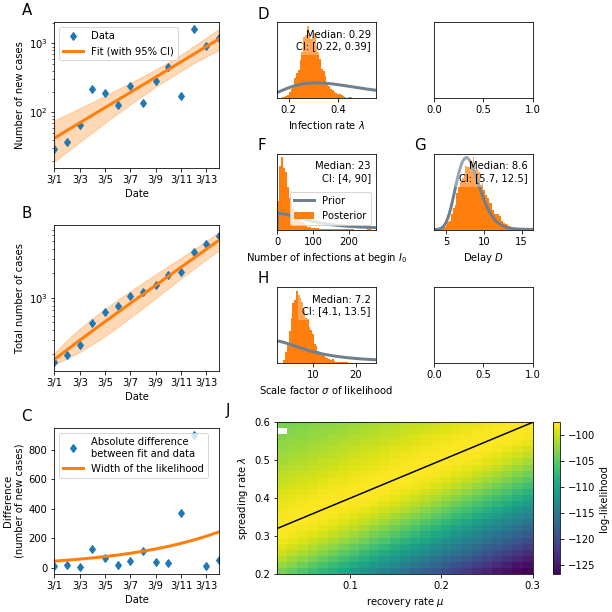 A
Number of new cases
10³
10²
Data
Fit (with 95% CI)
3/1 3/3 3/5 3/7 3/9 3/11 3/13
Date
B
Total number of cases
10³
3/1 3/3 3/5 3/7 3/9 3/11 3/13
Date
C
Difference
(number of new cases)
800
600
400
200
0
Absolute difference
between fit and data
Width of the likelihood
3/1 3/3 3/5 3/7 3/9 3/11 3/13
Date
D
Median: 0.29
CI: [0.22, 0.39]
0.2 0.4
Infection rate λ
0.0 0.5 1.0
F
Median: 23
CI: [4, 90]
Prior
Posterior
0 100 200
Number of infections at begin I₀
G
Median: 8.6
CI: [5.7, 12.5]
5 10 15
Delay D
H
Median: 7.2
CI: [4.1, 13.5]
10 20
Scale factor σ of likelihood
0.0 0.5 1.0
J
spreading rate λ
0.6
0.5
0.4
0.3
0.2
0.1 0.2 0.3
recovery rate μ
−100
−105
−110
−115
−120
−125
log-likelihood